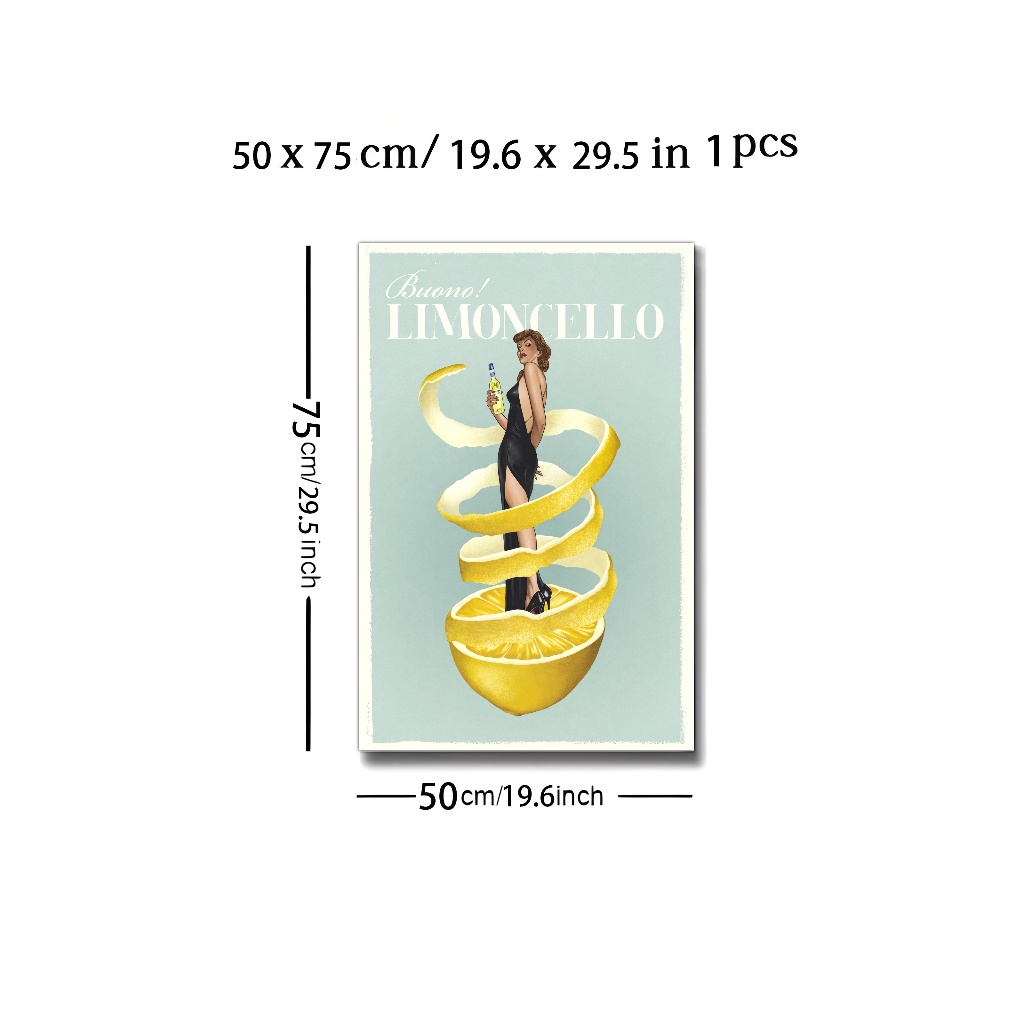 50 x 75 cm/ 19.6 x 29.5 in 1 pcs
Buono!
LIMONCELLO
75cm/29.5inch
50cm/19.6inch